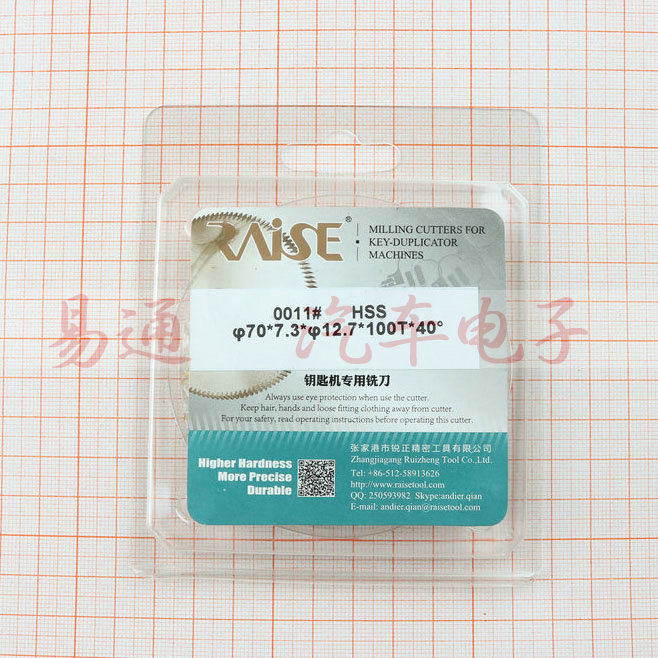 RAISE®
MILLING CUTTERS FOR
KEY-DUPLICATOR
MACHINES
0011# HSS
φ70*7.3*φ12.7*100T*40°
易通 汽车电子
钥匙机专用铣刀
Always use eye protection when use the cutter.
Keep hair, hands and loose fitting clothing away from cutter.
For your safety, read operating instructions before operating this cutter.
Higher Hardness
More Precise
Durable
张家港市锐正精密工具有限公司
Zhangjiagang Ruizheng Tool Co.,Ltd.
Tel: +86-512-58913626
http://www.raisetool.com
QQ: 250593982 Skype:andier.qian
E-mail: andier.qian@raisetool.com